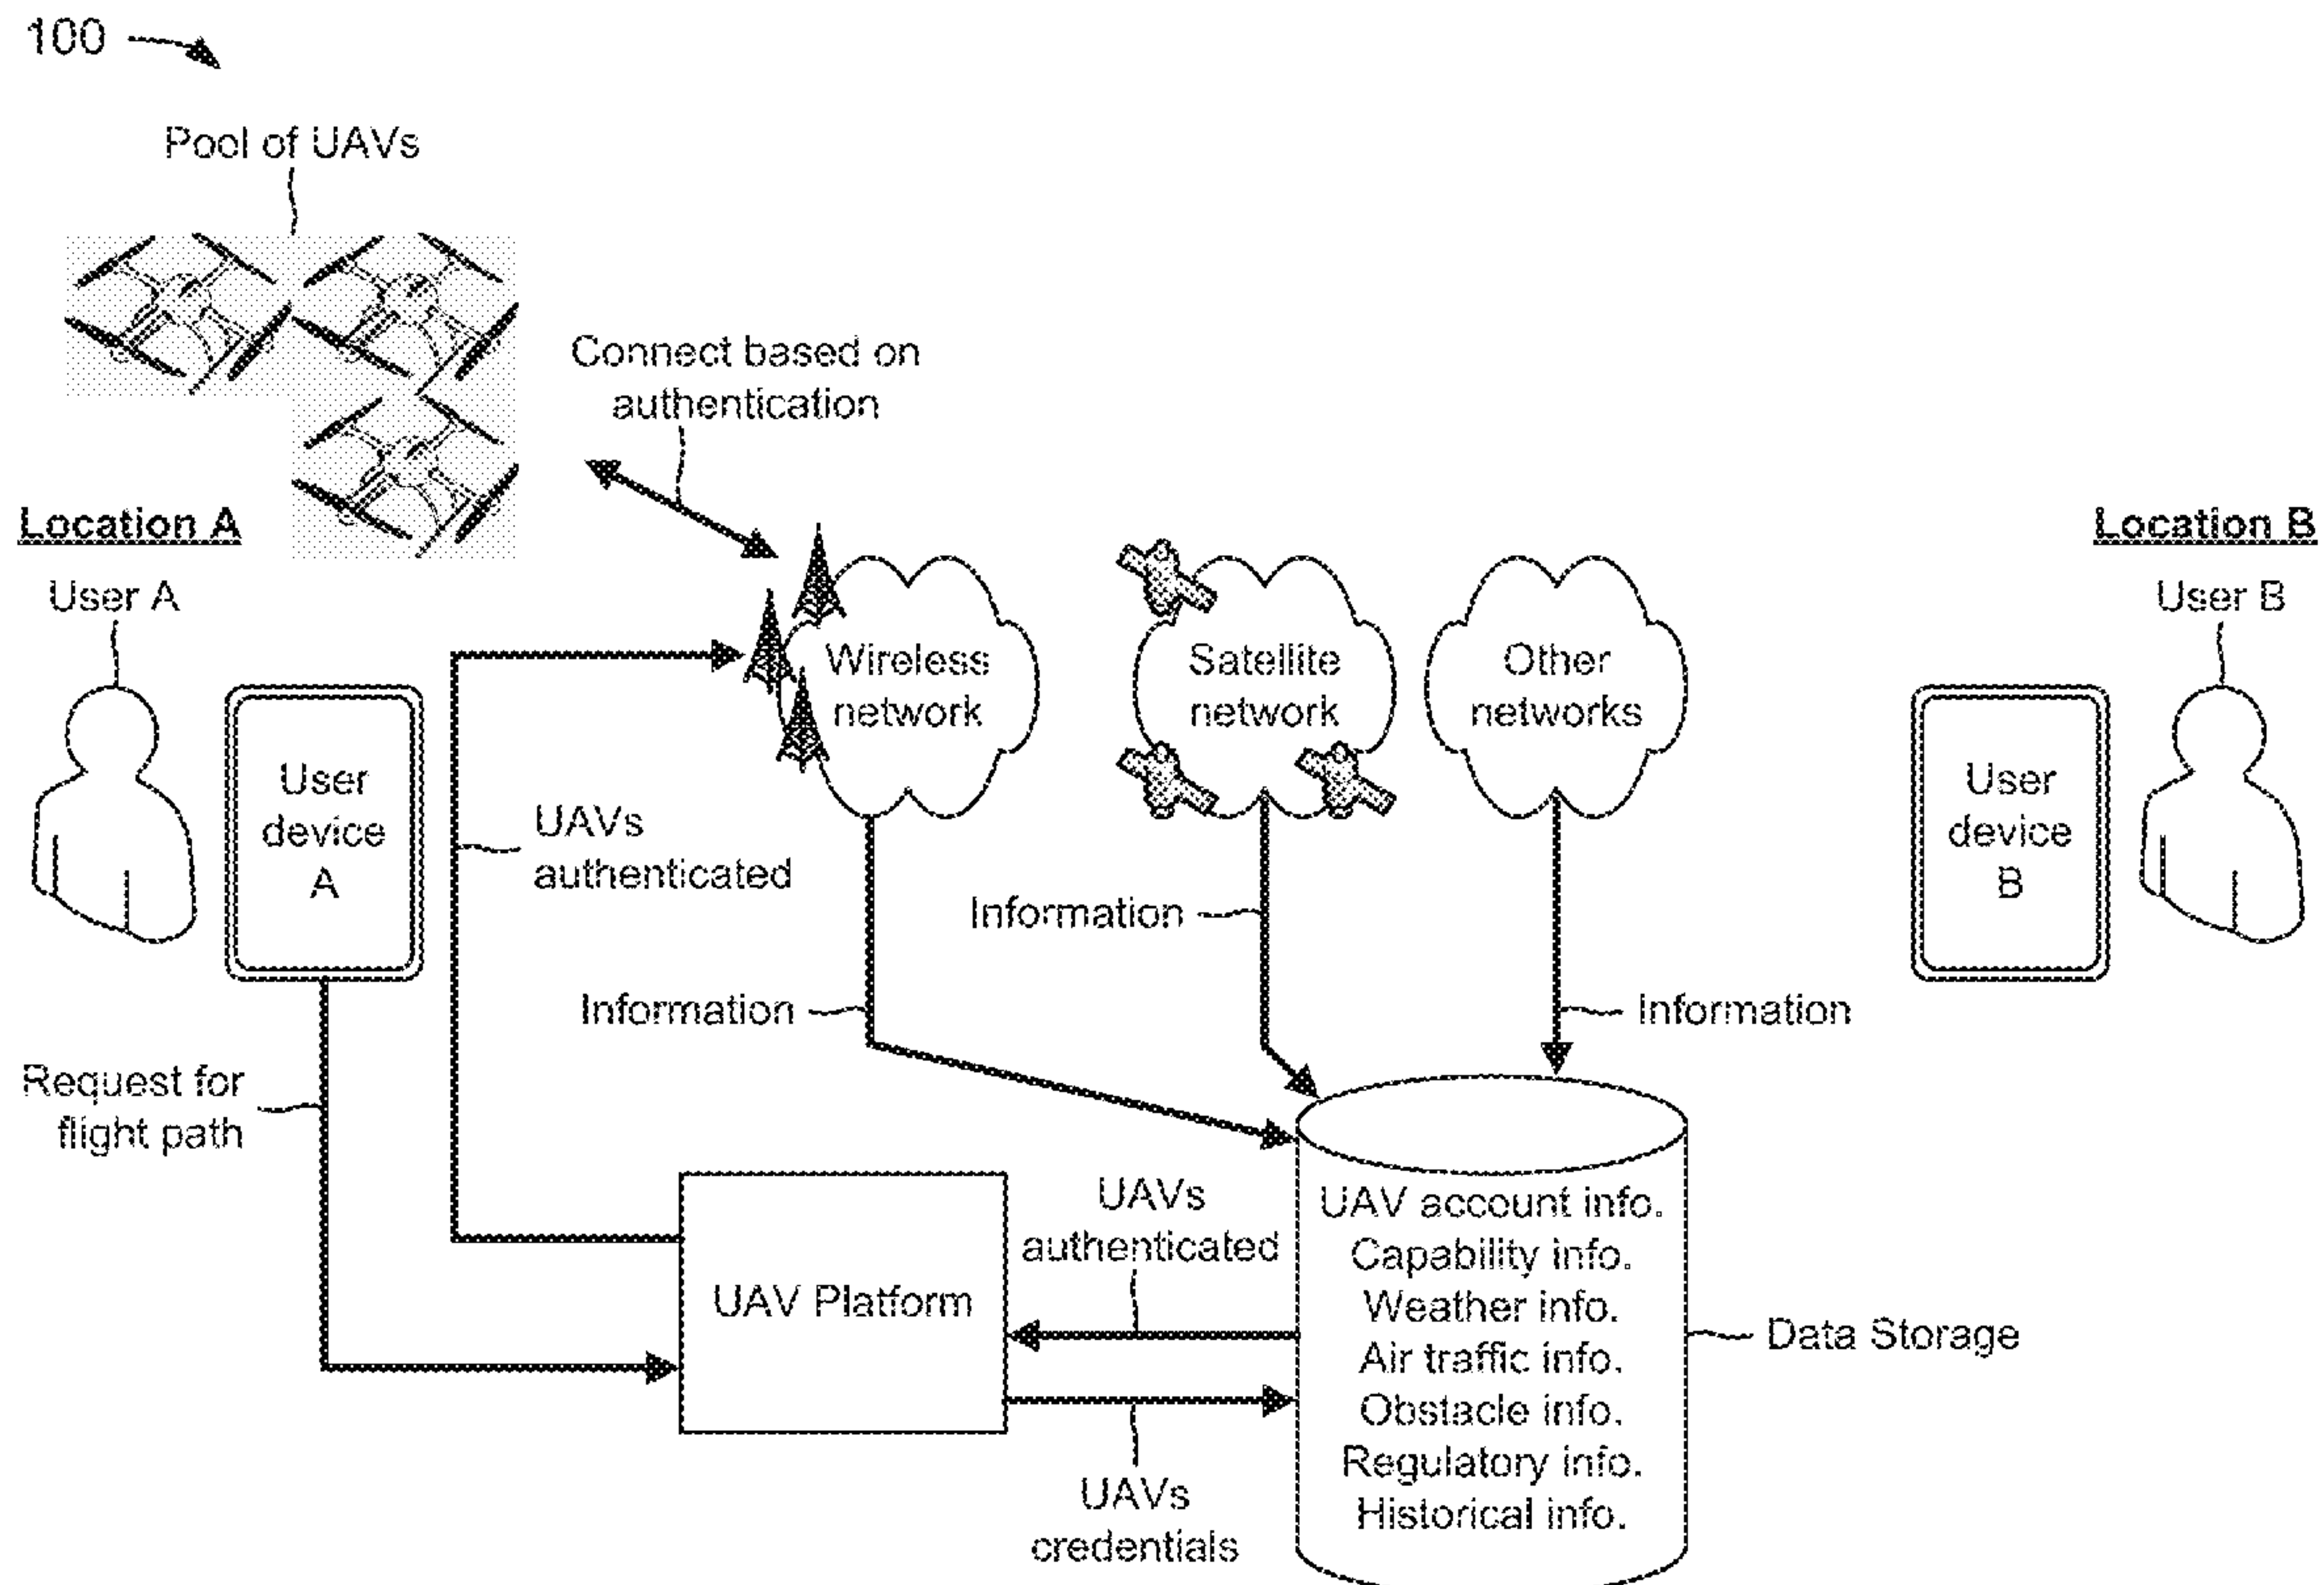 100
Pool of UAVs
Connect based on
authentication
Location A
Location B
User A
User B
Wireless
network
Satellite
network
Other
networks
User
device
A
User
device
B
UAVs
authenticated
Information
Information
Information
Request for
flight path
UAV Platform
UAVs
authenticated
UAVs
credentials
UAV account info.
Capability info.
Weather info.
Air traffic info.
Obstacle info.
Regulatory info.
Historical info.
Data Storage